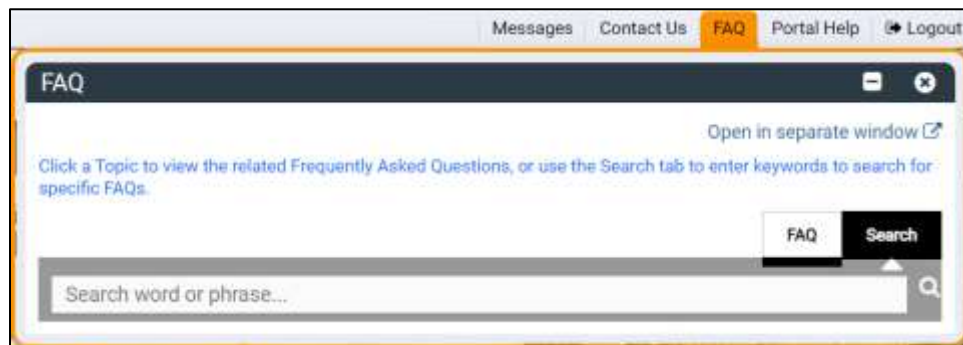 Messages Contact Us FAQ Portal Help Logout
FAQ
Open in separate window
Click a Topic to view the related Frequently Asked Questions, or use the Search tab to enter keywords to search for
specific FAQs.
FAQ Search
Search word or phrase...